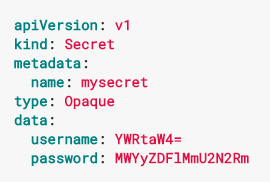 apiVersion: v1
kind: Secret
metadata:
  name: mysecret
type: Opaque
data:
  username: YWRtaW4=
  password: MWYyZDFlMmU2N2Rm